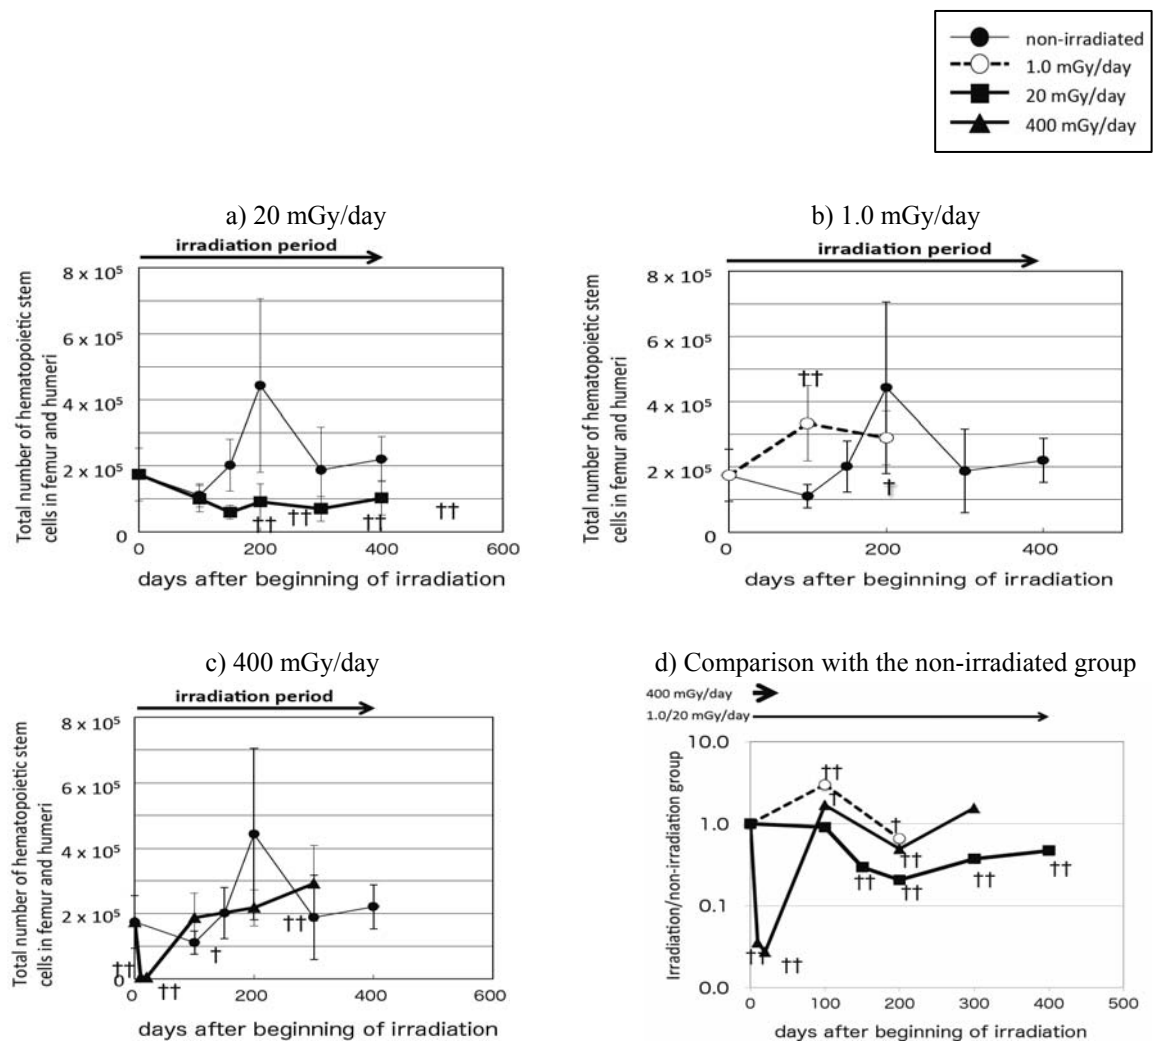 non-irradiated
1.0 mGy/day
20 mGy/day
400 mGy/day
a) 20 mGy/day
irradiation period
8 x 10⁵
6 x 10⁵
4 x 10⁵
2 x 10⁵
0
Total number of hematopoietic stem
cells in femur and humeri
††
††
††
††
0
200
400
600
days after beginning of irradiation
b) 1.0 mGy/day
irradiation period
8 x 10⁵
6 x 10⁵
4 x 10⁵
2 x 10⁵
0
Total number of hematopoietic stem
cells in femur and humeri
††
†
0
200
400
days after beginning of irradiation
c) 400 mGy/day
irradiation period
8 x 10⁵
6 x 10⁵
4 x 10⁵
2 x 10⁵
0
Total number of hematopoietic stem
cells in femur and humeri
††
††
†
††
0
200
400
600
days after beginning of irradiation
d) Comparison with the non-irradiated group
400 mGy/day
1.0/20 mGy/day
10.0
1.0
0.1
0.0
Irradiation/non-irradiation group
††
†
†
††
††
††
††
††
††
††
0
100
200
300
400
500
days after beginning of irradiation